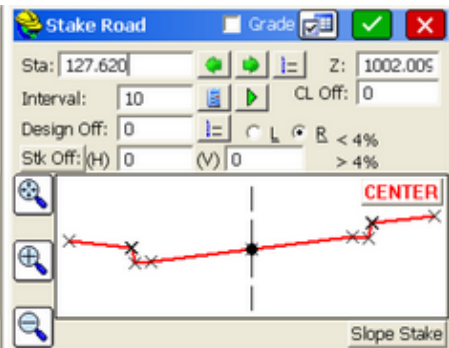 Stake Road Grade
Sta: 127.620 Z: 1002.009
Interval: 10 CL Off: 0
Design Off: 0 L R < 4%
Stk Off: (H) 0 (V) 0 > 4%
CENTER
Slope Stake